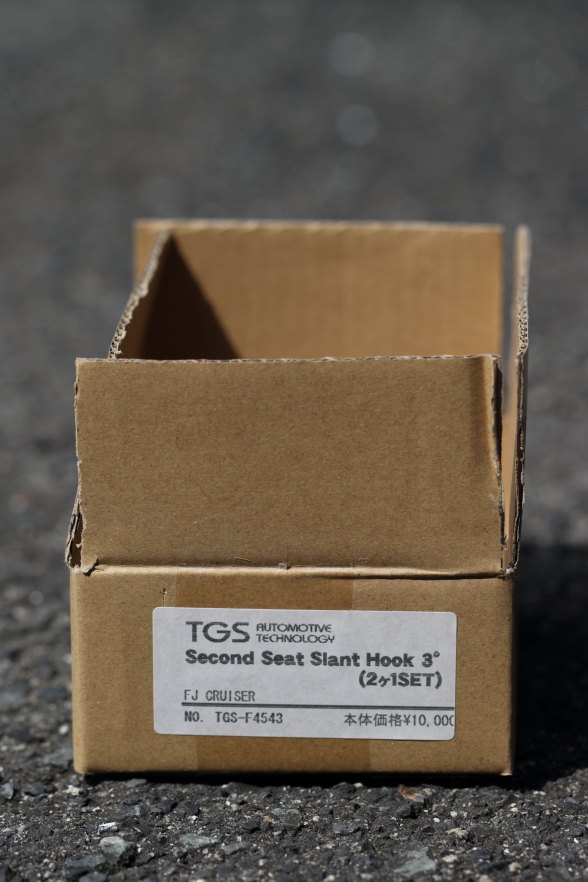 TGS AUTOMOTIVE
TECHNOLOGY
Second Seat Slant Hook 3°
(2ヶ1SET)
FJ CRUISER
NO. TGS-F4543 本体価格¥10,000